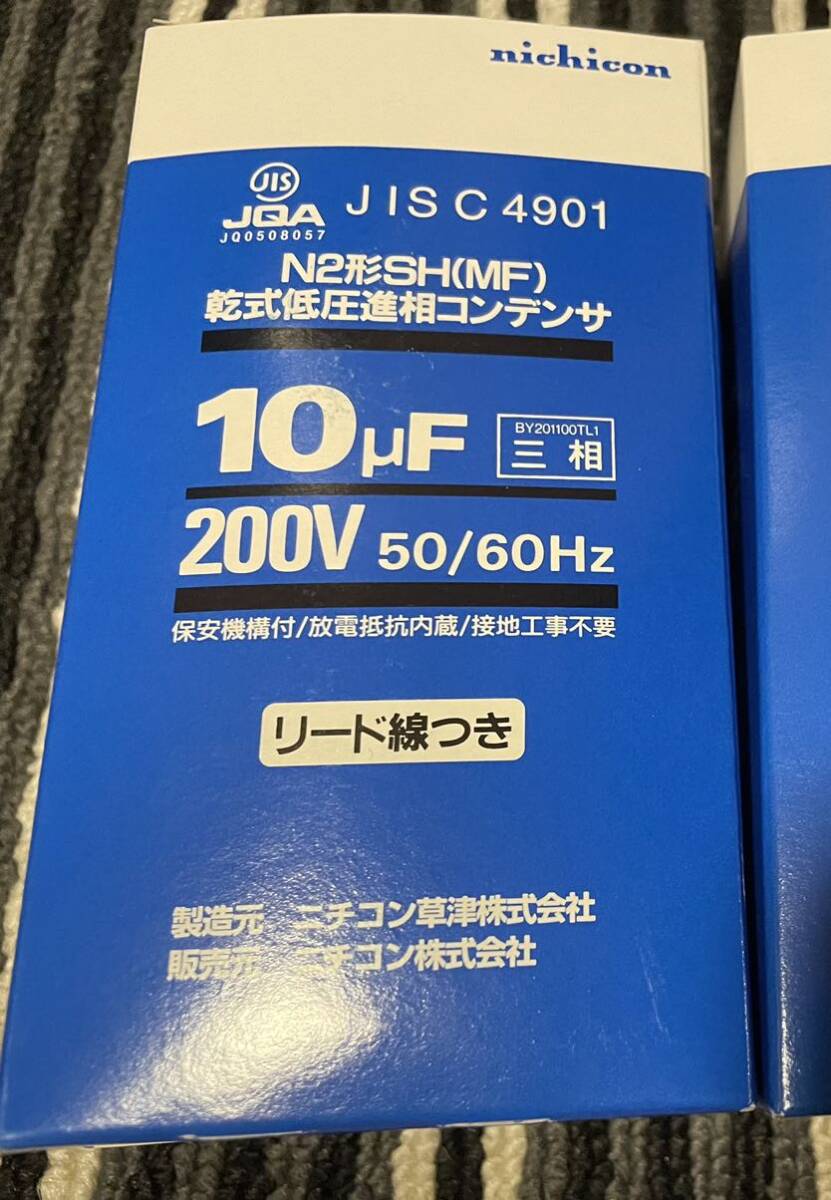 nichicon
JIS
JQA
JQ0508057
JIS C 4901
N2形SH(MF)
乾式低圧進相コンデンサ
10μF
BY201100TL1
三相
200V 50/60Hz
保安機構付/放電抵抗内蔵/接地工事不要
リード線つき
製造元 ニチコン草津株式会社
販売元 ニチコン株式会社